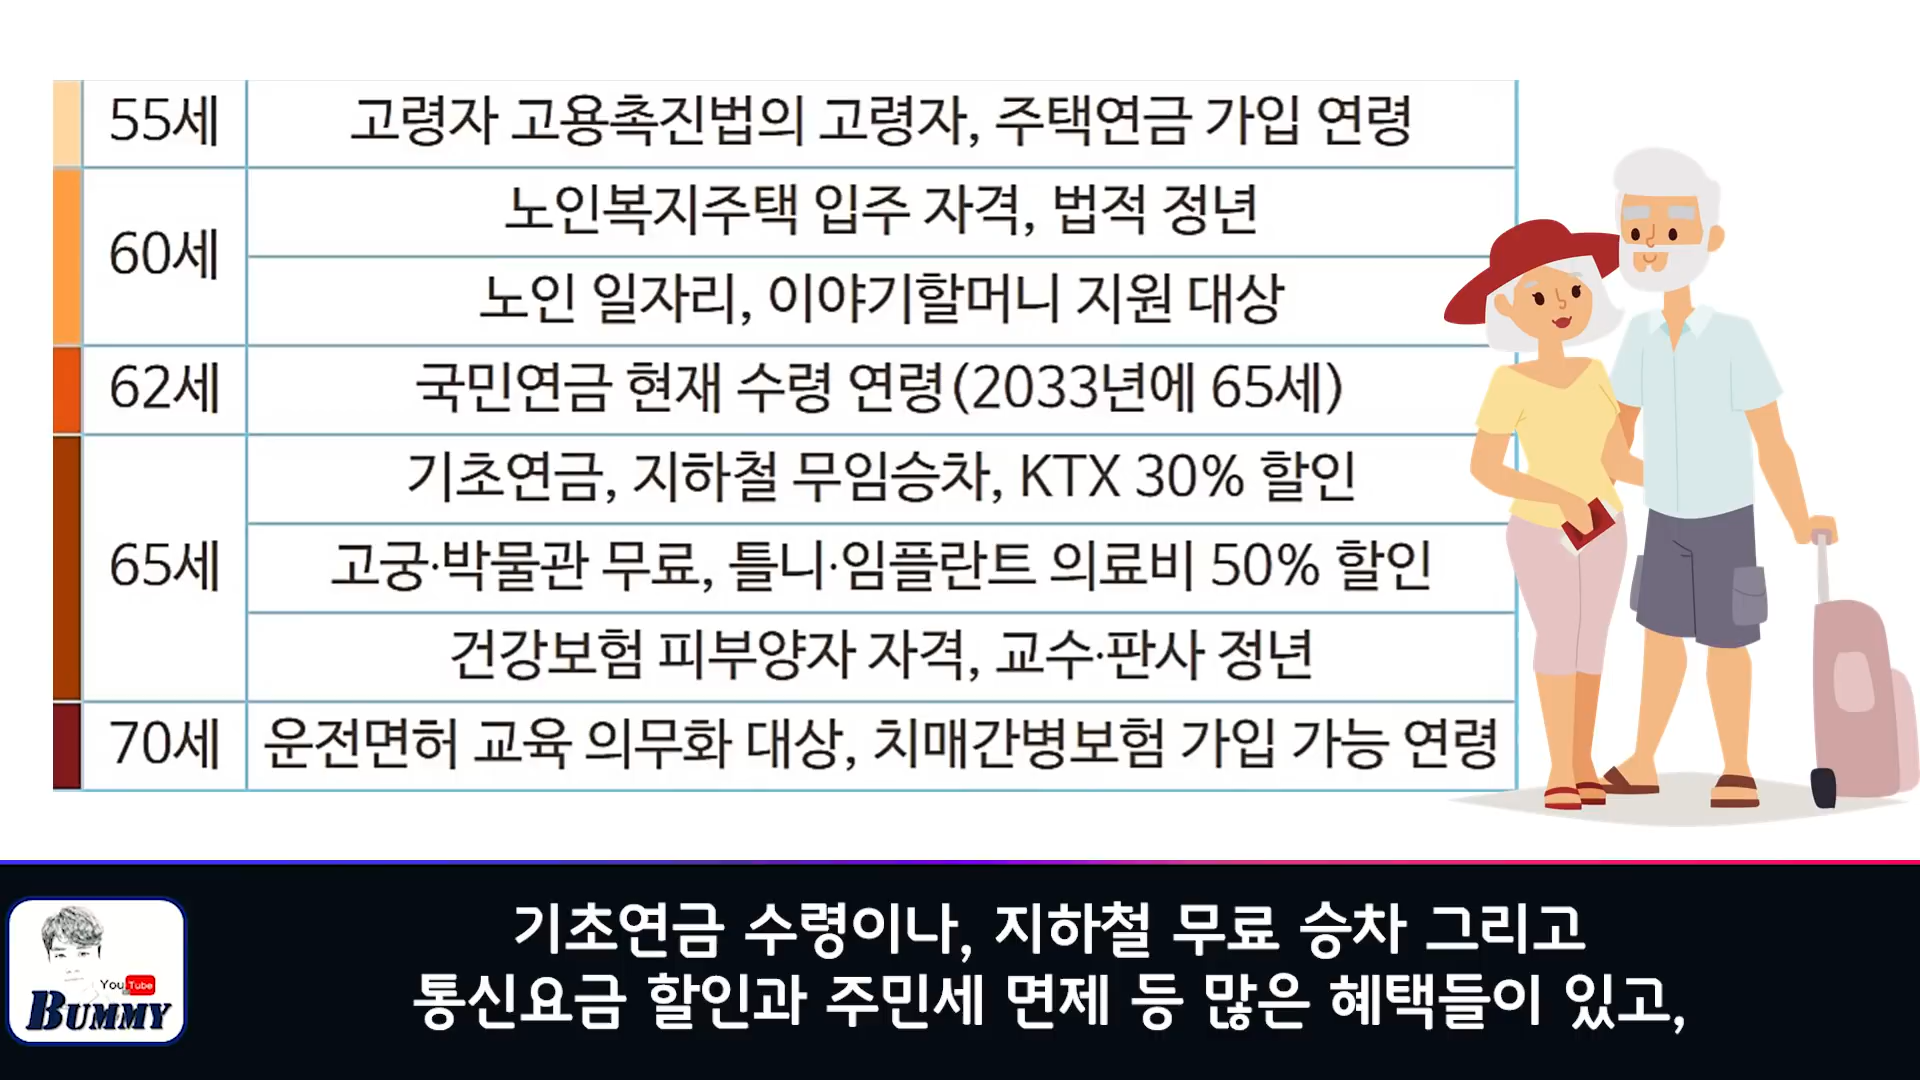 55세
고령자 고용촉진법의 고령자, 주택연금 가입 연령
60세
노인복지주택 입주 자격, 법적 정년
노인 일자리, 이야기할머니 지원 대상
62세
국민연금 현재 수령 연령(2033년에 65세)
65세
기초연금, 지하철 무임승차, KTX 30% 할인
고궁·박물관 무료, 틀니·임플란트 의료비 50% 할인
건강보험 피부양자 자격, 교수·판사 정년
70세
운전면허 교육 의무화 대상, 치매간병보험 가입 가능 연령
기초연금 수령이나, 지하철 무료 승차 그리고
통신요금 할인과 주민세 면제 등 많은 혜택들이 있고,
YouTube
BUMMY